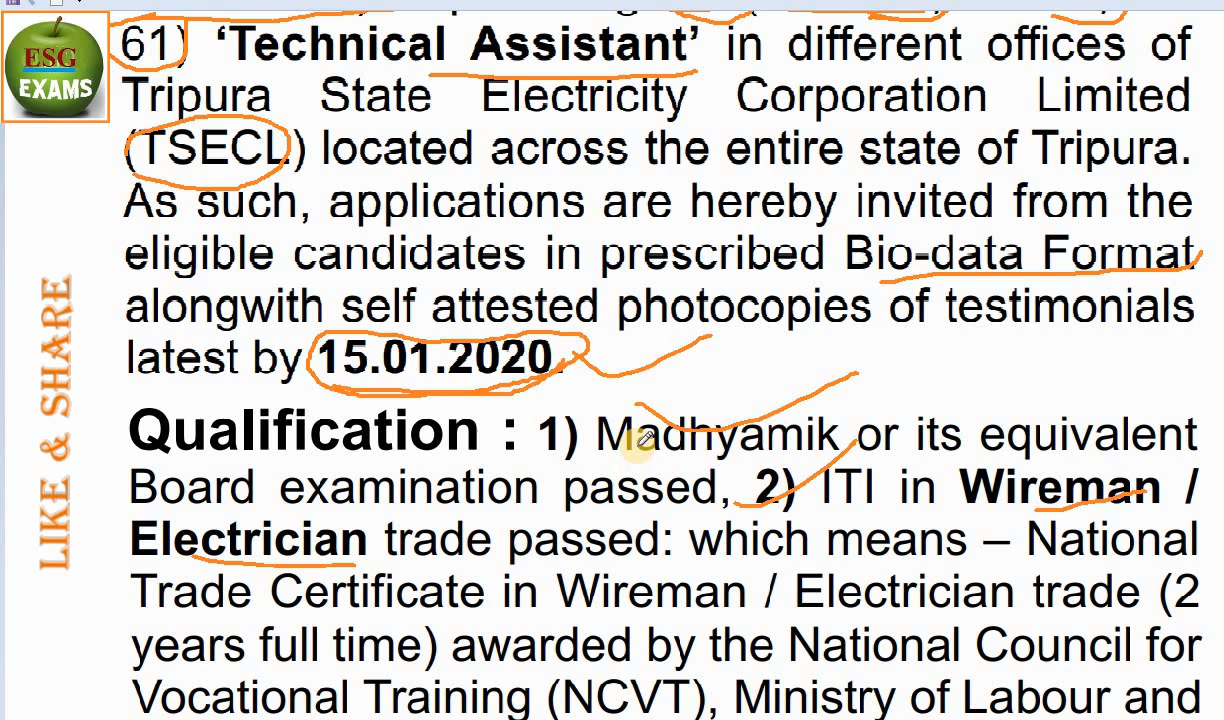 ESG
EXAMS
61) ‘Technical Assistant’ in different offices of
Tripura State Electricity Corporation Limited
(TSECL) located across the entire state of Tripura.
As such, applications are hereby invited from the
eligible candidates in prescribed Bio-data Format
alongwith self attested photocopies of testimonials
latest by 15.01.2020.
LIKE & SHARE
Qualification : 1) Madhyamik or its equivalent
Board examination passed, 2) ITI in Wireman /
Electrician trade passed: which means – National
Trade Certificate in Wireman / Electrician trade (2
years full time) awarded by the National Council for
Vocational Training (NCVT), Ministry of Labour and